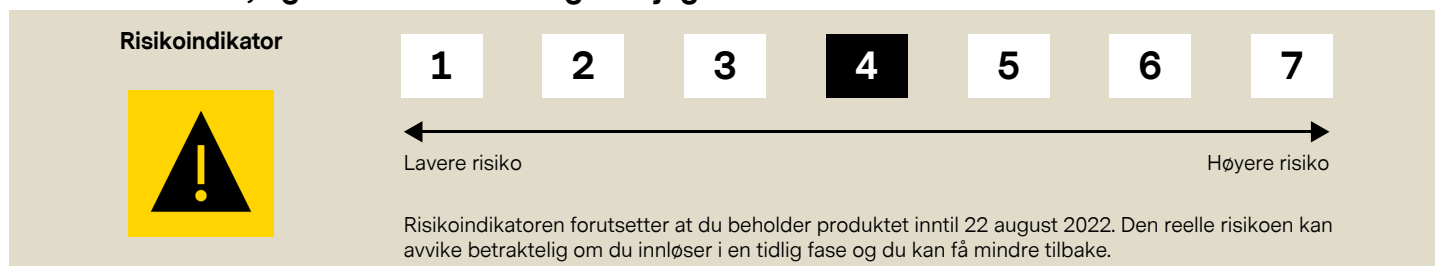 Risikoindikator
1 2 3 4 5 6 7
Lavere risiko
Høyere risiko
Risikoindikatoren forutsetter at du beholder produktet inntil 22 august 2022. Den reelle risikoen kan
avvike betraktelig om du innløser i en tidlig fase og du kan få mindre tilbake.